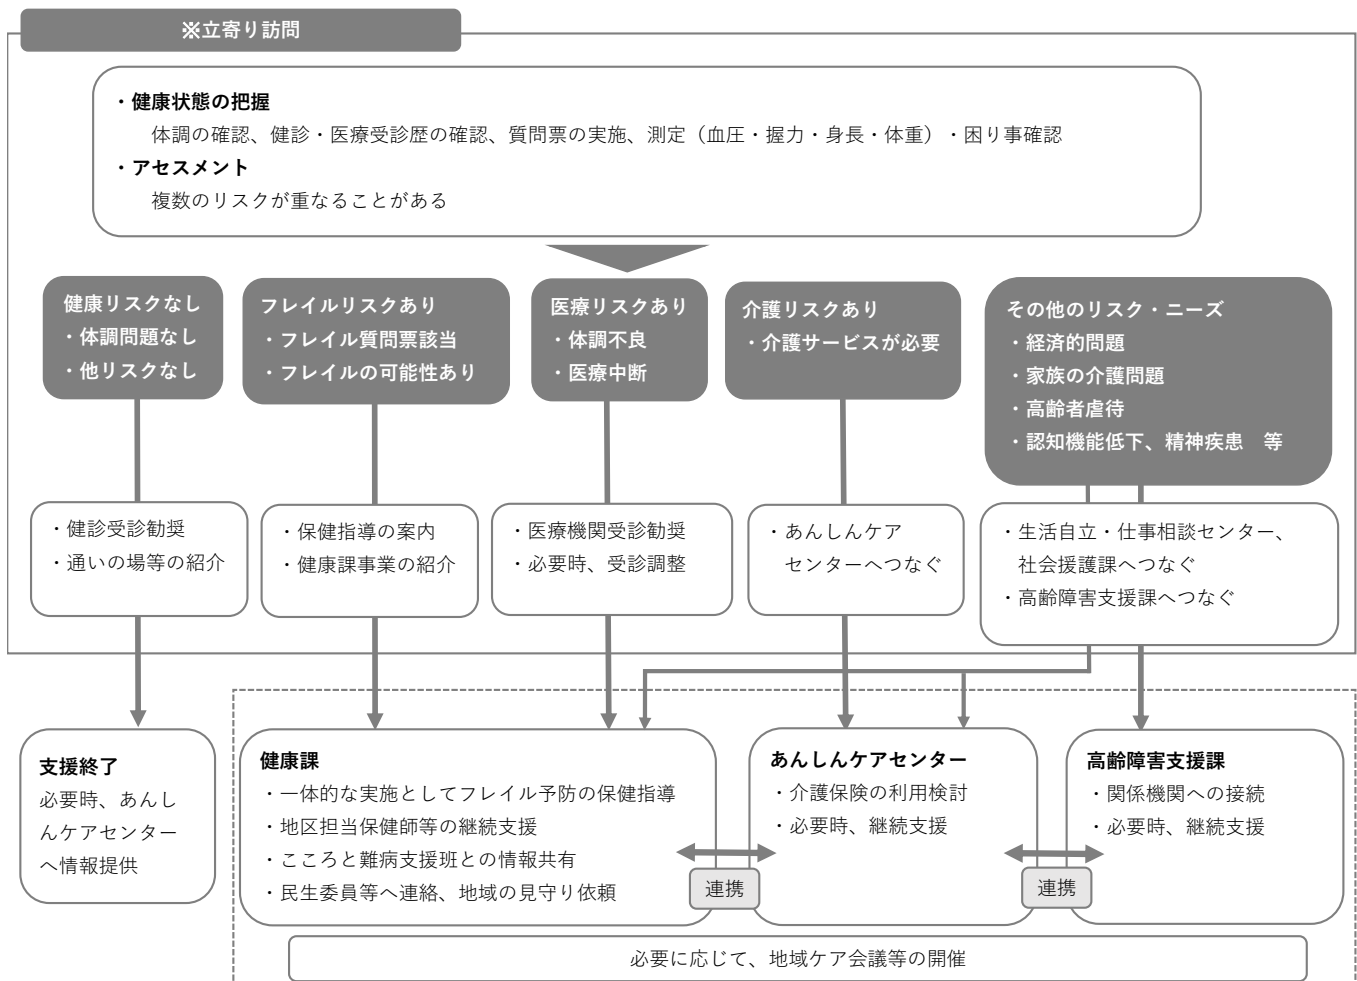 ※立寄り訪問
・健康状態の把握
体調の確認、健診・医療受診歴の確認、質問票の実施、測定（血圧・握力・身長・体重）・困り事確認
・アセスメント
複数のリスクが重なることがある
健康リスクなし
・体調問題なし
・他リスクなし
フレイルリスクあり
・フレイル質問票該当
・フレイルの可能性あり
医療リスクあり
・体調不良
・医療中断
介護リスクあり
・介護サービスが必要
その他のリスク・ニーズ
・経済的問題
・家族の介護問題
・高齢者虐待
・認知機能低下、精神疾患　等
・健診受診勧奨
・通いの場等の紹介
・保健指導の案内
・健康課事業の紹介
・医療機関受診勧奨
・必要時、受診調整
・あんしんケア
センターへつなぐ
・生活自立・仕事相談センター、
社会援護課へつなぐ
・高齢障害支援課へつなぐ
支援終了
必要時、あんし
んケアセンター
へ情報提供
健康課
・一体的な実施としてフレイル予防の保健指導
・地区担当保健師等の継続支援
・こころと難病支援班との情報共有
・民生委員等へ連絡、地域の見守り依頼
連携
あんしんケアセンター
・介護保険の利用検討
・必要時、継続支援
連携
高齢障害支援課
・関係機関への接続
・必要時、継続支援
必要に応じて、地域ケア会議等の開催